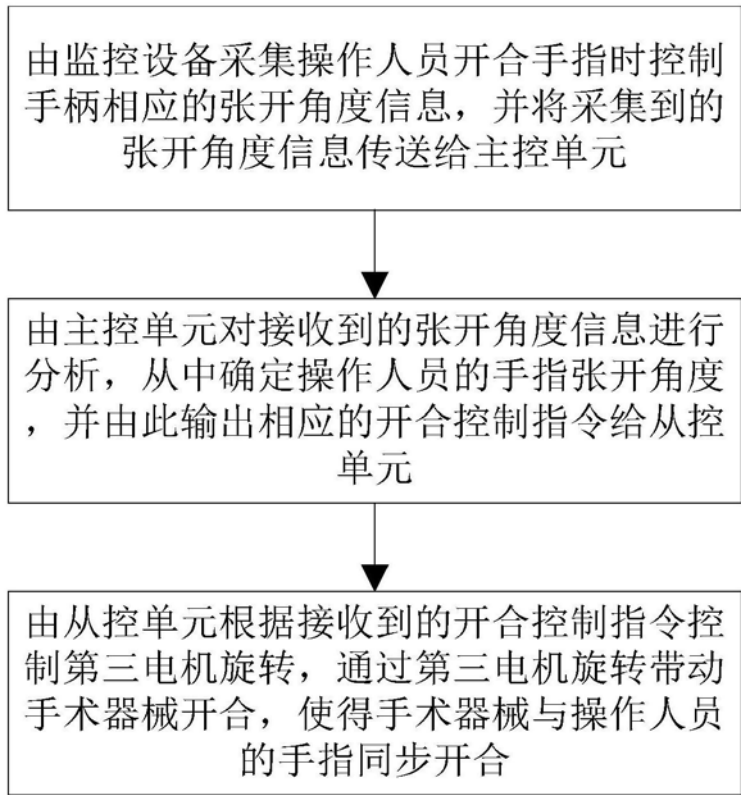 由监控设备采集操作人员开合手指时控制
手柄相应的张开角度信息，并将采集到的
张开角度信息传送给主控单元
由主控单元对接收到的张开角度信息进行
分析，从中确定操作人员的手指张开角度
，并由此输出相应的开合控制指令给从控
单元
由从控单元根据接收到的开合控制指令控
制第三电机旋转，通过第三电机旋转带动
手术器械开合，使得手术器械与操作人员
的手指同步开合